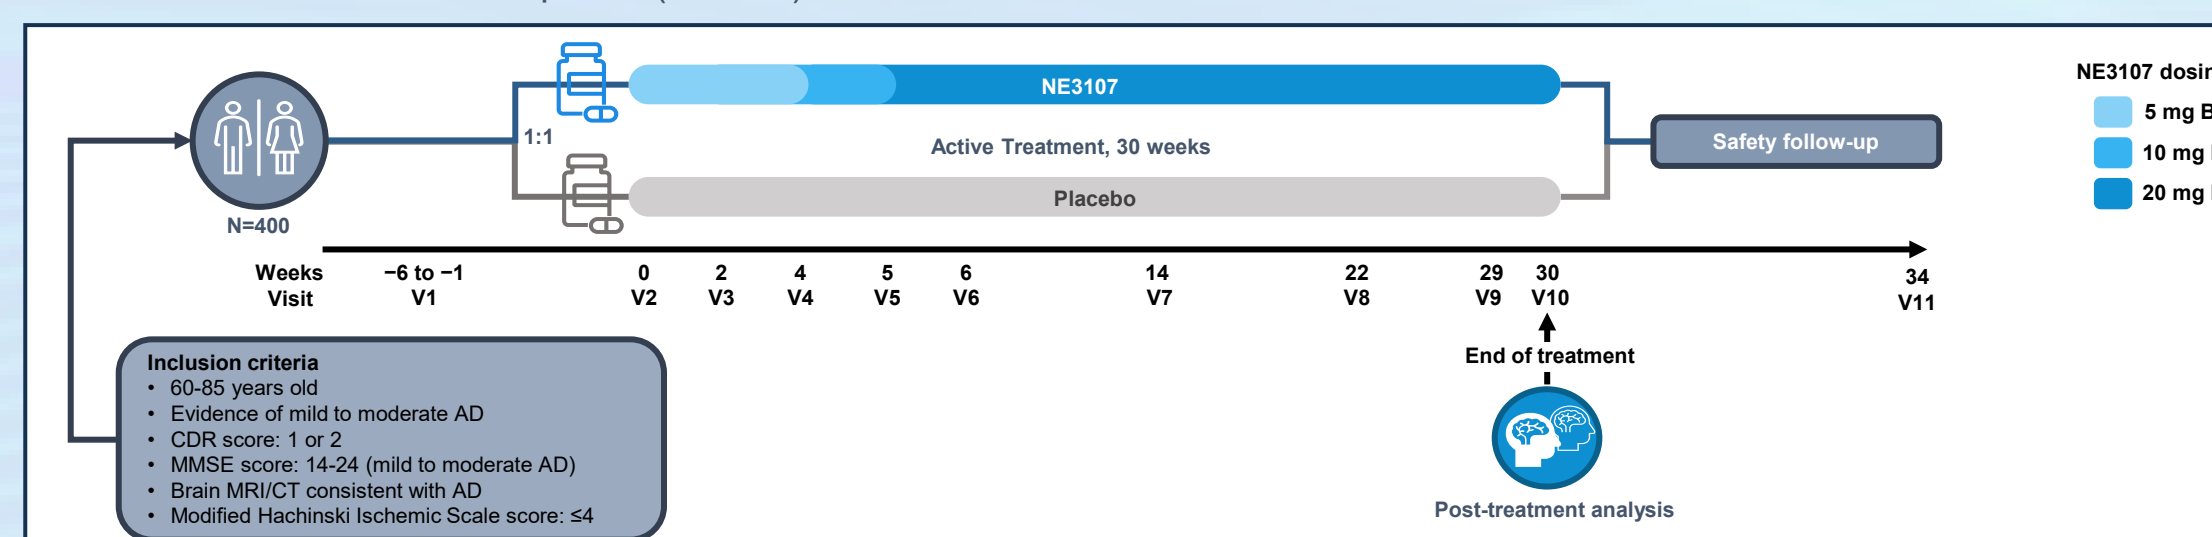 NE3107
1:1
Active Treatment, 30 weeks
Placebo
Safety follow-up
N=400
NE3107
5 mg
10 mg
20 mg
Weeks −6 to −1 0 2 4 5 6 14 22 29 30 34
Visit V1 V2 V3 V4 V5 V6 V7 V8 V9 V10 V11
Inclusion criteria
• 60-85 years old
• Evidence of mild to moderate AD
• CDR score: 1 or 2
• MMSE score: 14-24 (mild to moderate AD)
• Brain MRI/CT consistent with AD
• Modified Hachinski Ischemic Scale score: ≤4
End of treatment
Post-treatment analysis